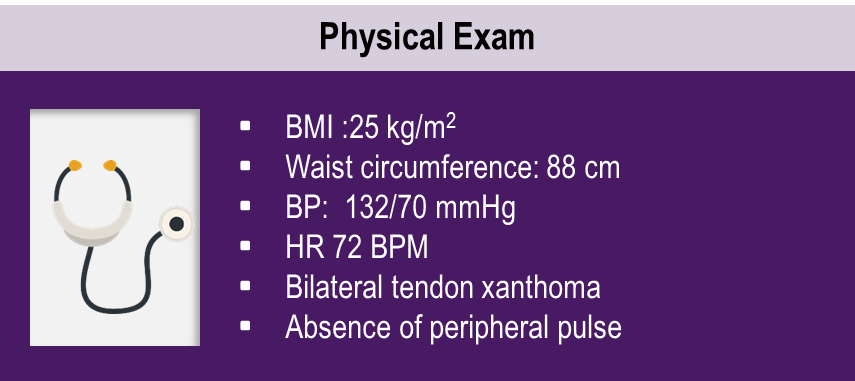 Physical Exam
▪ BMI :25 kg/m²
▪ Waist circumference: 88 cm
▪ BP:  132/70 mmHg
▪ HR 72 BPM
▪ Bilateral tendon xanthoma
▪ Absence of peripheral pulse